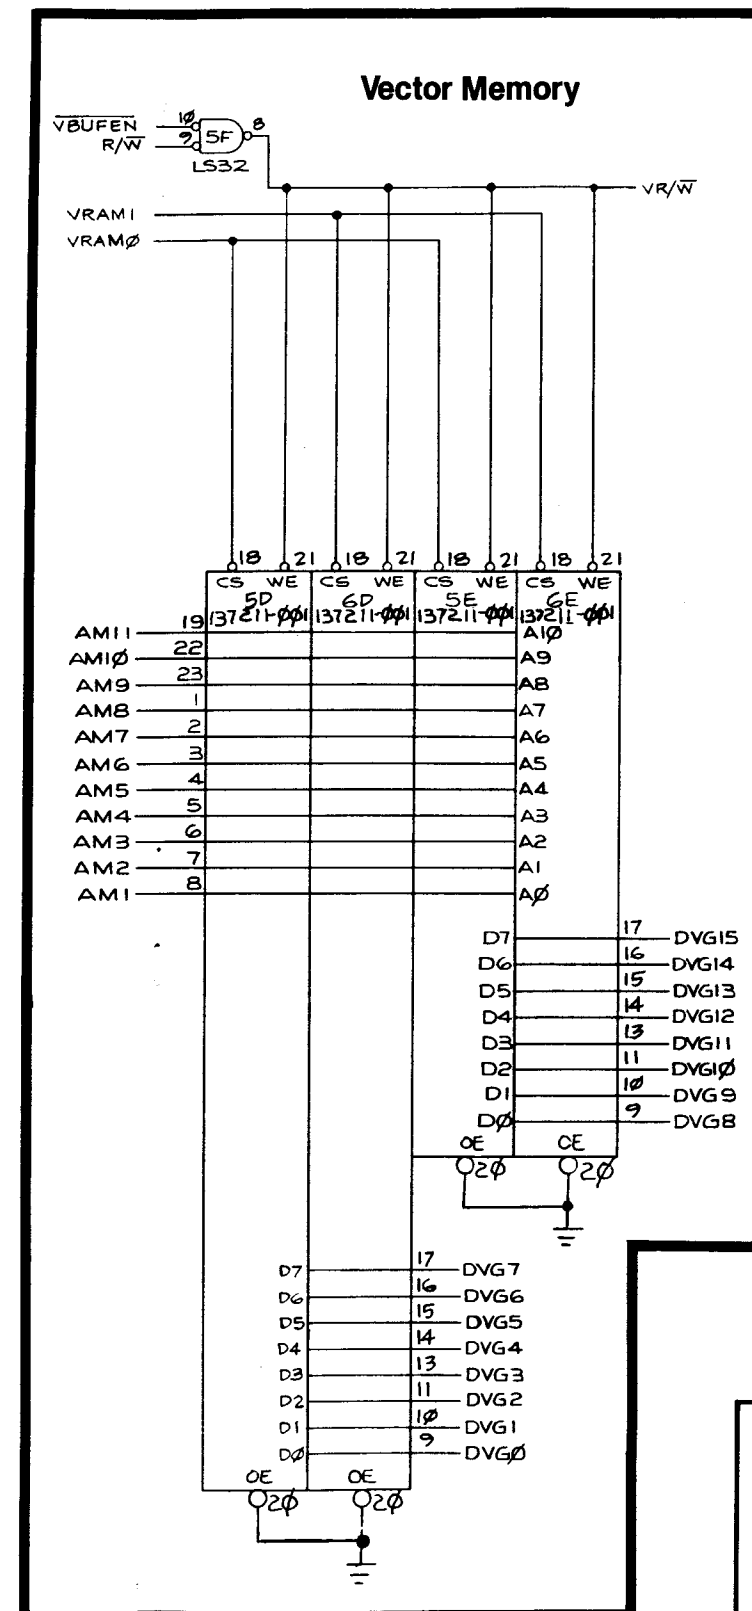 Vector Memory
VBUFEN 10 8
R/W 9 5F
LS32
VR/W
VRAM1
VRAMØ
18 21 18 21 18 21 18 21
CS WE CS WE CS WE CS WE
5D 6D 5E 6E
137211-ØØ1 137211-ØØ1 137211-ØØ1 137211-ØØ1
AM11 19 A1Ø
AM1Ø 22 A9
AM9 23 A8
AM8 1 A7
AM7 2 A6
AM6 3 A5
AM5 4 A4
AM4 5 A3
AM3 6 A2
AM2 7 A1
AM1 8 AØ
D7 17 DVG15
D6 16 DVG14
D5 15 DVG13
D4 14 DVG12
D3 13 DVG11
D2 11 DVG1Ø
D1 1Ø DVG9
DØ 9 DVG8
OE OE
2Ø 2Ø
D7 17 DVG7
D6 16 DVG6
D5 15 DVG5
D4 14 DVG4
D3 13 DVG3
D2 11 DVG2
D1 1Ø DVG1
DØ 9 DVGØ
OE OE
2Ø 2Ø